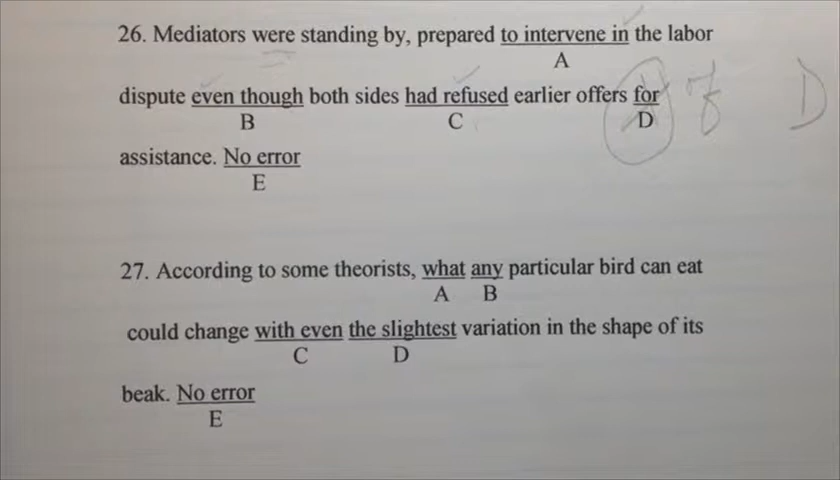 26. Mediators were standing by, prepared to intervene in the labor
A
dispute even though both sides had refused earlier offers for
B C D
assistance. No error
E
of D
27. According to some theorists, what any particular bird can eat
A B
could change with even the slightest variation in the shape of its
C D
beak. No error
E